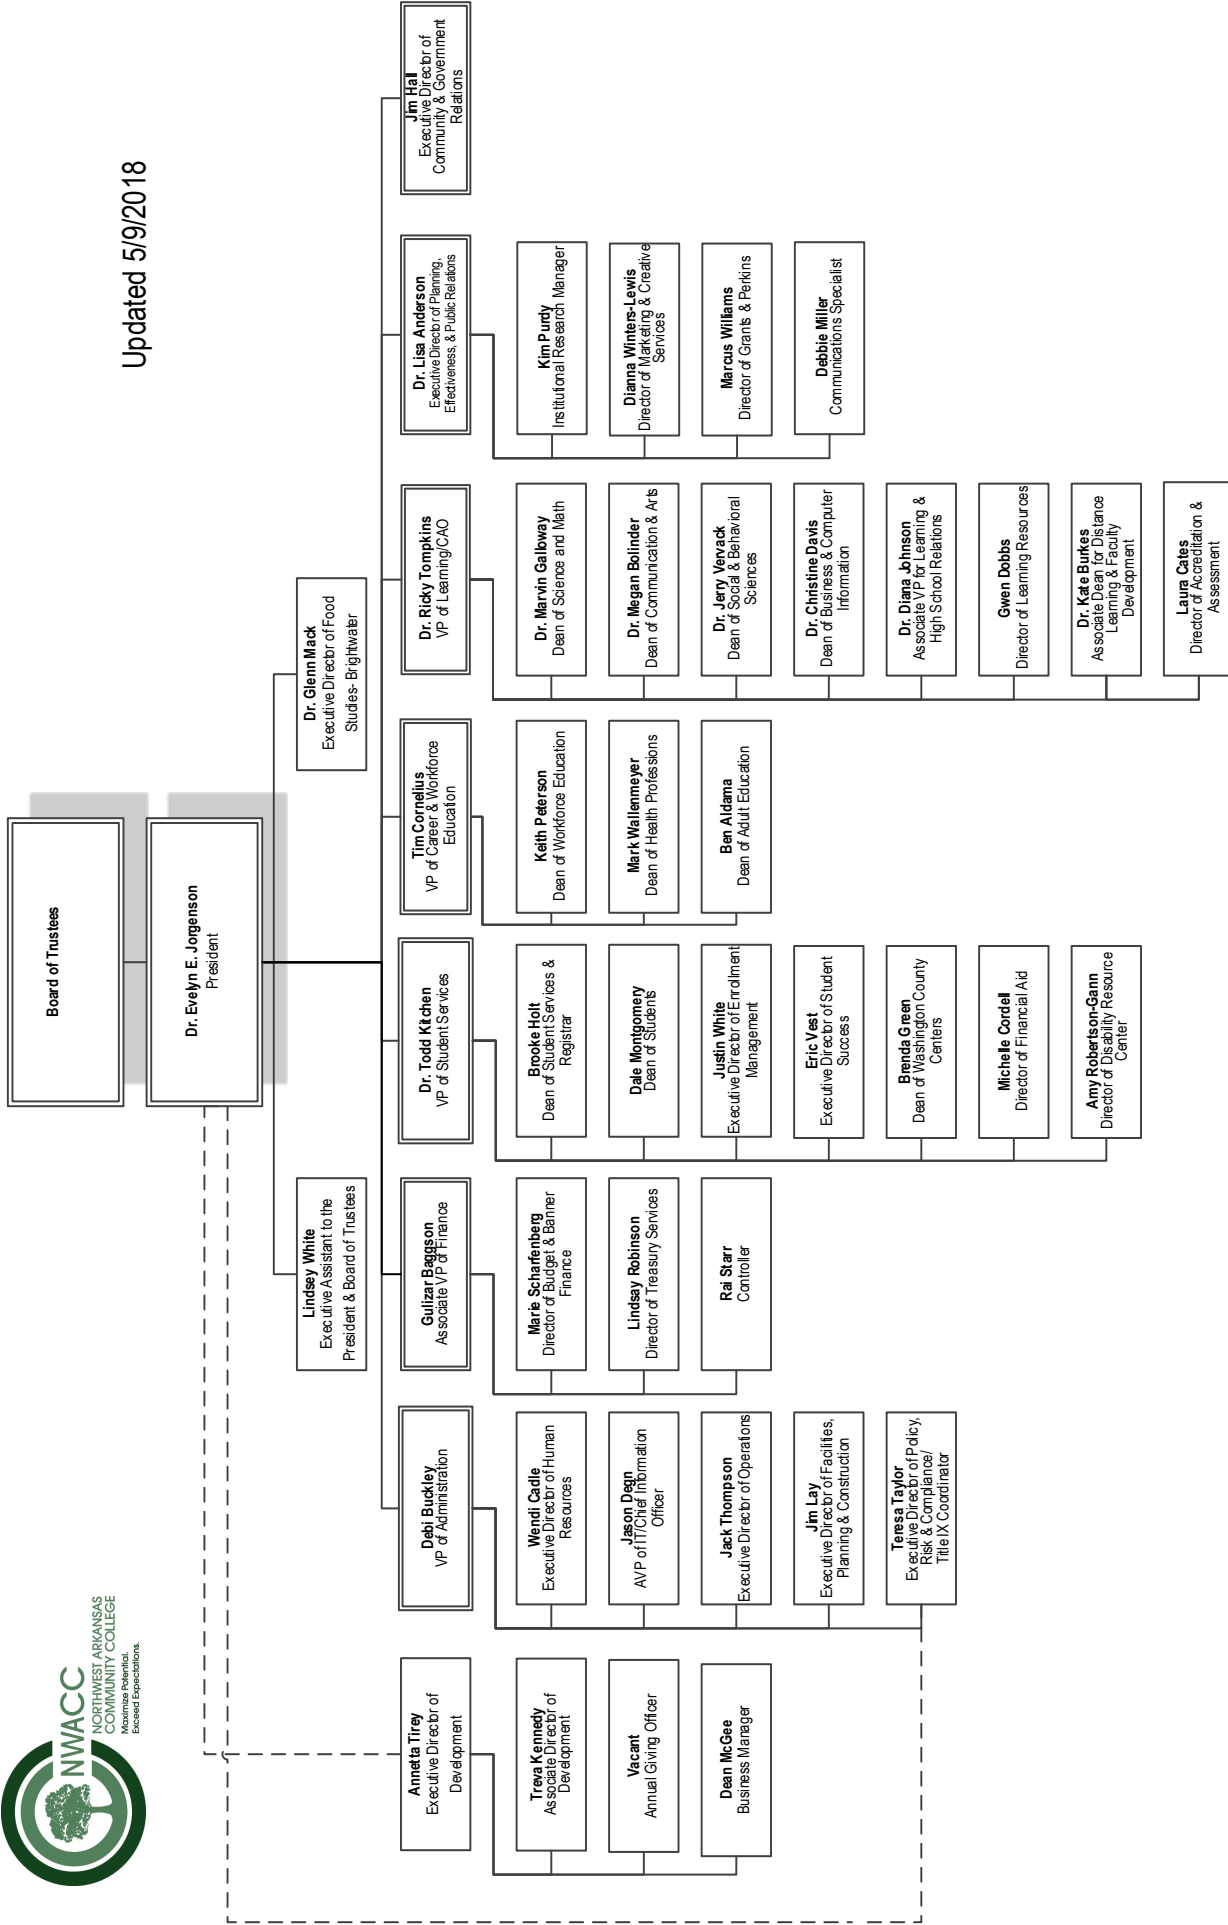 NWACC
NORTHWEST ARKANSAS
COMMUNITY COLLEGE
Maximize Potential.
Exceed Expectations.
Updated 5/9/2018
Board of Trustees
Dr. Evelyn E. Jorgenson
President
Lindsey White
Executive Assistant to the
President & Board of Trustees
Dr. Glenn Mack
Executive Director of Food
Studies- Brightwater
Annetta Tirey
Executive Director of
Development
Treva Kennedy
Associate Director of
Development
Vacant
Annual Giving Officer
Dean McGee
Business Manager
Debi Buckley
VP of Administration
Wendi Cadle
Executive Director of Human
Resources
Jason Degn
AVP of IT/Chief Information
Officer
Jack Thompson
Executive Director of Operations
Jim Lay
Executive Director of Facilities,
Planning & Construction
Teresa Taylor
Executive Director of Policy,
Risk & Compliance/
Title IX Coordinator
Gulizar Baggson
Associate VP of Finance
Marie Scharfenberg
Director of Budget & Banner
Finance
Lindsay Robinson
Director of Treasury Services
Rai Starr
Controller
Dr. Todd Kitchen
VP of Student Services
Brooke Holt
Dean of Student Services &
Registrar
Dale Montgomery
Dean of Students
Justin White
Executive Director of Enrollment
Management
Eric Vest
Executive Director of Student
Success
Brenda Green
Dean of Washington County
Centers
Michelle Cordell
Director of Financial Aid
Amy Robertson-Gann
Director of Disability Resource
Center
Tim Cornelius
VP of Career & Workforce
Education
Keith Peterson
Dean of Workforce Education
Mark Wallenmeyer
Dean of Health Professions
Ben Aldama
Dean of Adult Education
Dr. Ricky Tompkins
VP of Learning/CAO
Dr. Marvin Galloway
Dean of Science and Math
Dr. Megan Bolinder
Dean of Communication & Arts
Dr. Jerry Vervack
Dean of Social & Behavioral
Sciences
Dr. Christine Davis
Dean of Business & Computer
Information
Dr. Diana Johnson
Associate VP for Learning &
High School Relations
Gwen Dobbs
Director of Learning Resources
Dr. Kate Burkes
Associate Dean for Distance
Learning & Faculty
Development
Laura Cates
Director of Accreditation &
Assessment
Dr. Lisa Anderson
Executive Director of Planning,
Effectiveness, & Public Relations
Kim Purdy
Institutional Research Manager
Dianna Winters-Lewis
Director of Marketing & Creative
Services
Marcus Williams
Director of Grants & Perkins
Debbie Miller
Communications Specialist
Jim Hall
Executive Director of
Community & Government
Relations